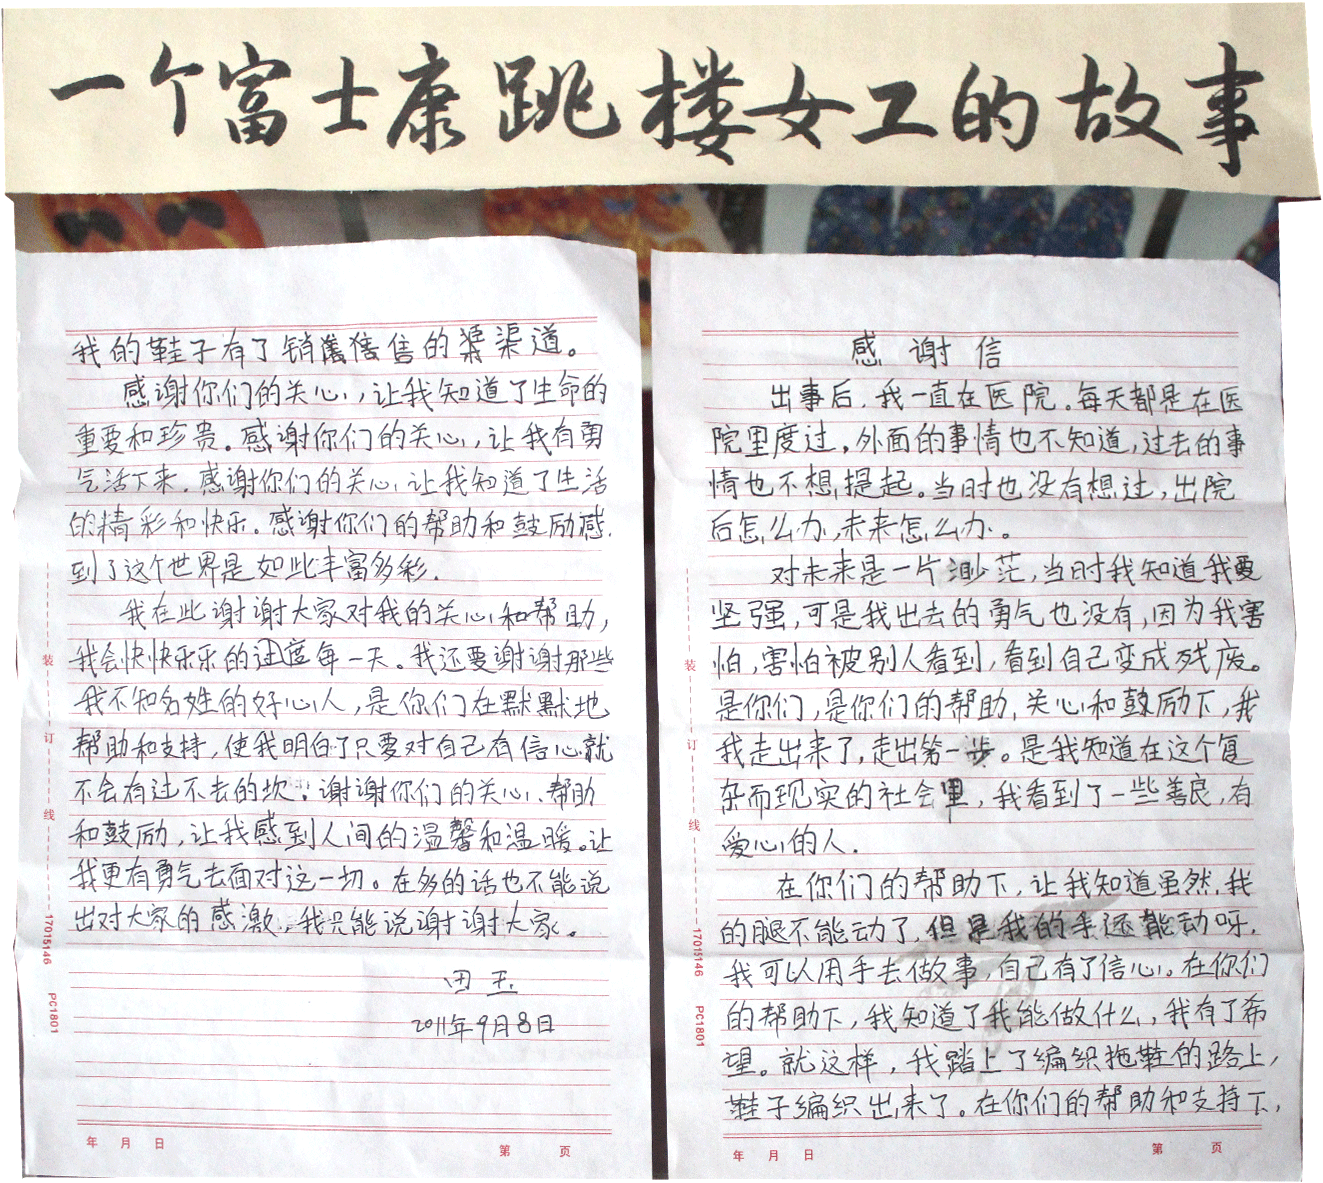 一个富士康跳楼女工的故事
感谢信
出事后,我一直在医院。每天都是在医
院里度过。外面的事情也不知道,过去的事
情也不想提起。当时也没有想过,出院
后怎么办,未来怎么办。
对未来是一片渺茫,当时我知道我要
坚强,可是我出去的勇气也没有,因为我害
怕,害怕被别人看到,看到自己变成残废。
是你们,是你们的帮助,关心和鼓励下,我
我走出来了,走出第一步。是我知道在这个复
杂而现实的社会里,我看到了一些善良,有
爱心的人.
在你们的帮助下,让我知道虽然,我
的腿不能动了,但是我的手还能动呀,
我可以用手去做故事,自己有了信心。在你们
的帮助下,我知道了我能做什么,我有了希
望。就这样,我踏上了编织拖鞋的路上,
鞋子编织出来了。在你们的帮助和支持下,
装
订
线
17015146 PC1801
年 月 日
第 页
我的鞋子有了销售的渠道。
感谢你们的关心,让我知道了生命的
重要和珍贵。感谢你们的关心,让我有勇
气活下来.感谢你们的关心,让我知道了生活
的精彩和快乐.感谢你们的帮助和鼓励感
到了这个世界是如此丰富多彩.
我在此谢谢大家对我的关心和帮助,
我会快快乐乐的过度每一天。我还要谢谢那些
我不知名姓的好心人,是你们在默默地
帮助和支持,使我明白了只要对自己有信心就
不会有过不去的坎;谢谢你们的关心、帮助
和鼓励,让我感到人间的温馨和温暖。让
我更有勇气去面对这一切。在多的话也不能说
出对大家的感激,我只能说谢谢大家。
田玉
2011年9月8日
装
订
线
17015146 PC1801
年 月 日
第 页